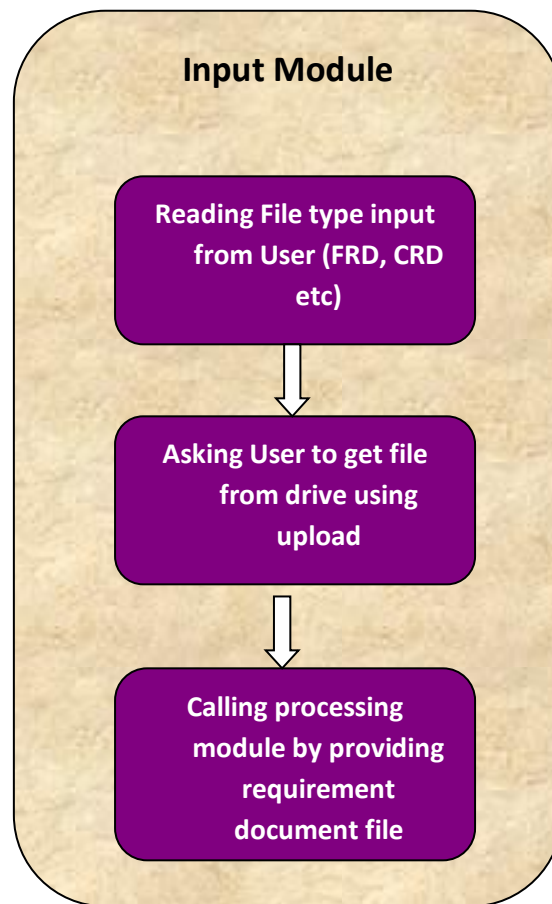 Input Module
Reading File type input
from User (FRD, CRD
etc)
Asking User to get file
from drive using
upload
Calling processing
module by providing
requirement
document file